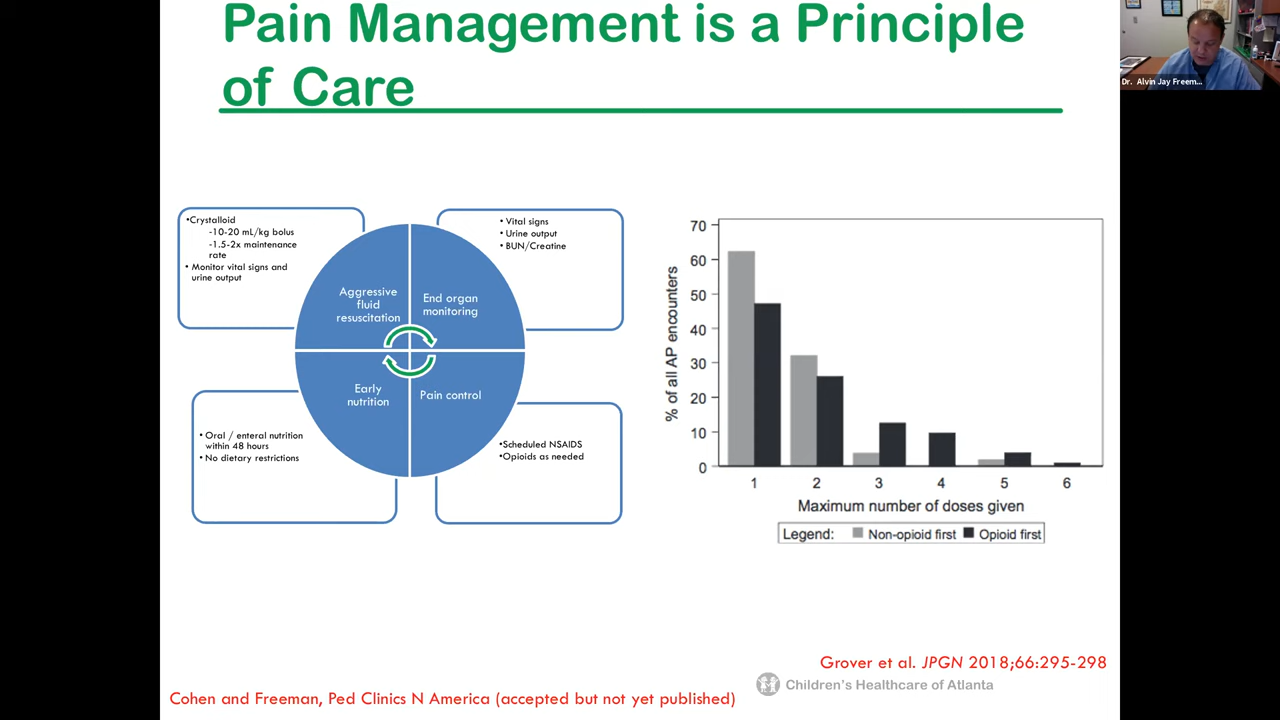 Pain Management is a Principle
of Care
Dr. Alvin Jay Freem...
•Crystalloid
-10-20 mL/kg bolus
-1.5-2x maintenance
rate
• Monitor vital signs and
urine output
• Vital signs
• Urine output
• BUN/Creatine
Aggressive
fluid
resuscitation
End organ
monitoring
Early
nutrition
Pain control
• Oral / enteral nutrition
within 48 hours
• No dietary restrictions
•Scheduled NSAIDS
•Opioids as needed
% of all AP encounters
70
60
50
40
30
20
10
0
1 2 3 4 5 6
Maximum number of doses given
Legend: Non-opioid first Opioid first
Grover et al. JPGN 2018;66:295-298
Children's Healthcare of Atlanta
Cohen and Freeman, Ped Clinics N America (accepted but not yet published)